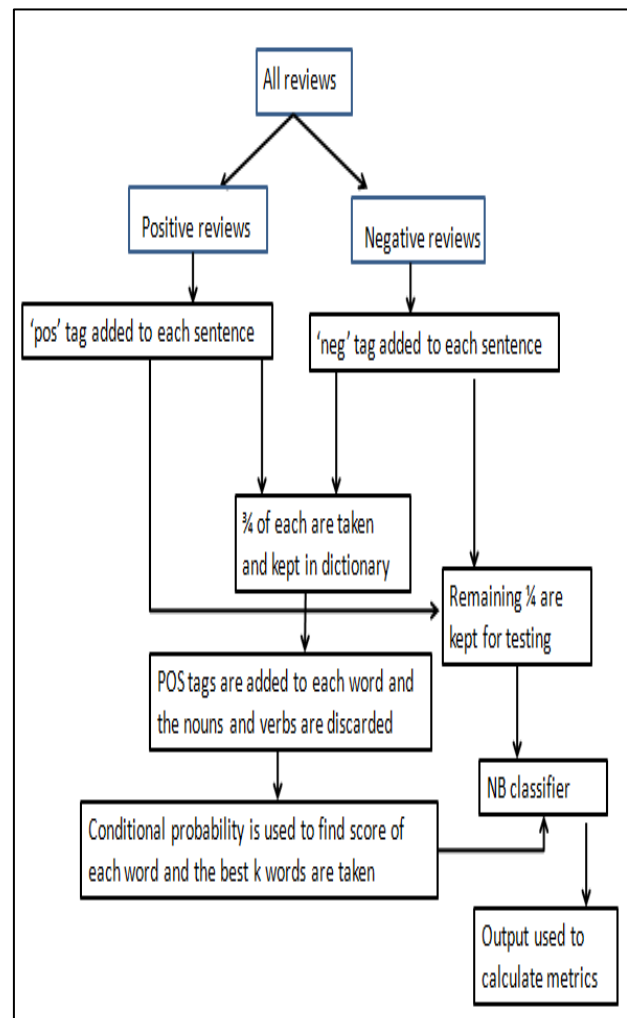 All reviews
Positive reviews
Negative reviews
‘pos’ tag added to each sentence
‘neg’ tag added to each sentence
¾ of each are taken
and kept in dictionary
Remaining ¼ are
kept for testing
POS tags are added to each word and
the nouns and verbs are discarded
NB classifier
Conditional probability is used to find score of
each word and the best k words are taken
Output used to
calculate metrics